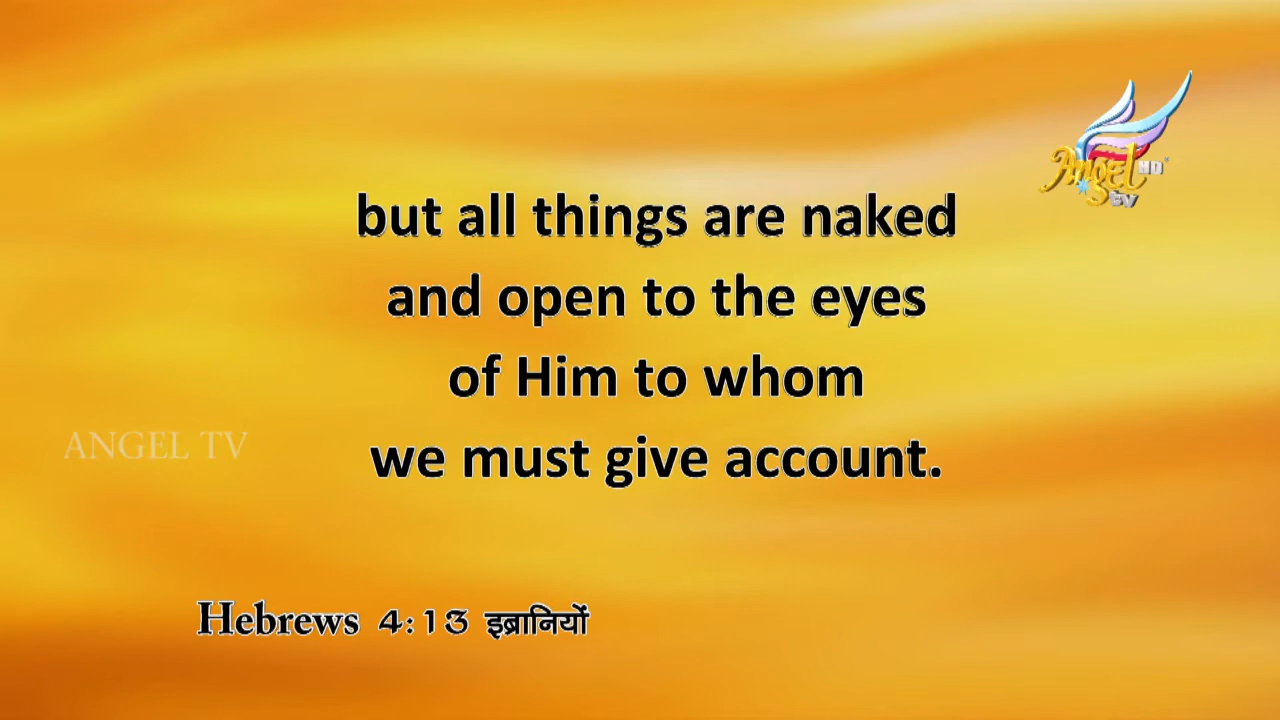 Angel HD
tv
but all things are naked
and open to the eyes
of Him to whom
we must give account.
ANGEL TV
Hebrews 4:13 इब्रानियों